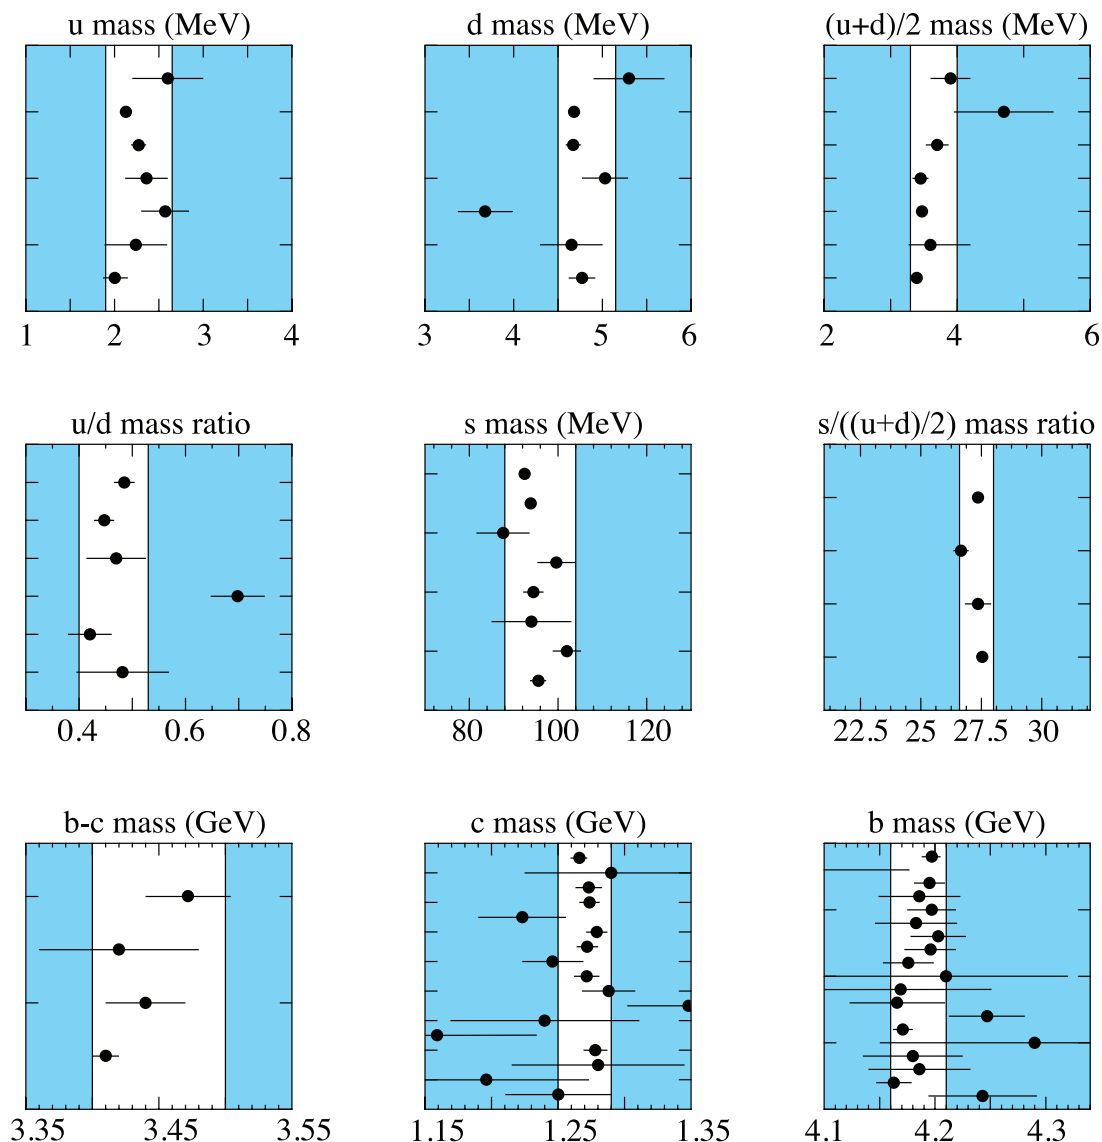 u mass (MeV)
d mass (MeV)
(u+d)/2 mass (MeV)
1 2 3 4
3 4 5 6
2 4 6
u/d mass ratio
s mass (MeV)
s/((u+d)/2) mass ratio
0.4 0.6 0.8
80 100 120
22.5 25 27.5 30
b-c mass (GeV)
c mass (GeV)
b mass (GeV)
3.35 3.45 3.55
1.15 1.25 1.35
4.1 4.2 4.3